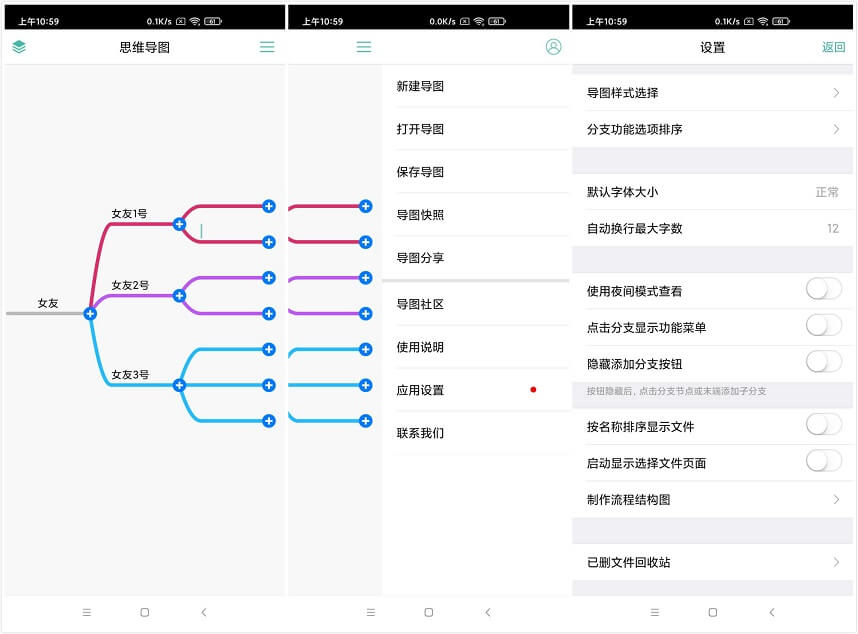 上午10:59
0.1K/s
61
思维导图
女友1号
女友2号
女友
女友3号
上午10:59
0.0K/s
61
新建导图
打开导图
保存导图
导图快照
导图分享
导图社区
使用说明
应用设置
联系我们
上午10:59
0.1K/s
61
设置
返回
导图样式选择
分支功能选项排序
默认字体大小
正常
自动换行最大字数
12
使用夜间模式查看
点击分支显示功能菜单
隐藏添加分支按钮
按钮隐藏后，点击分支节点或末端添加子分支
按名称排序显示文件
启动显示选择文件页面
制作流程结构图
已删文件回收站